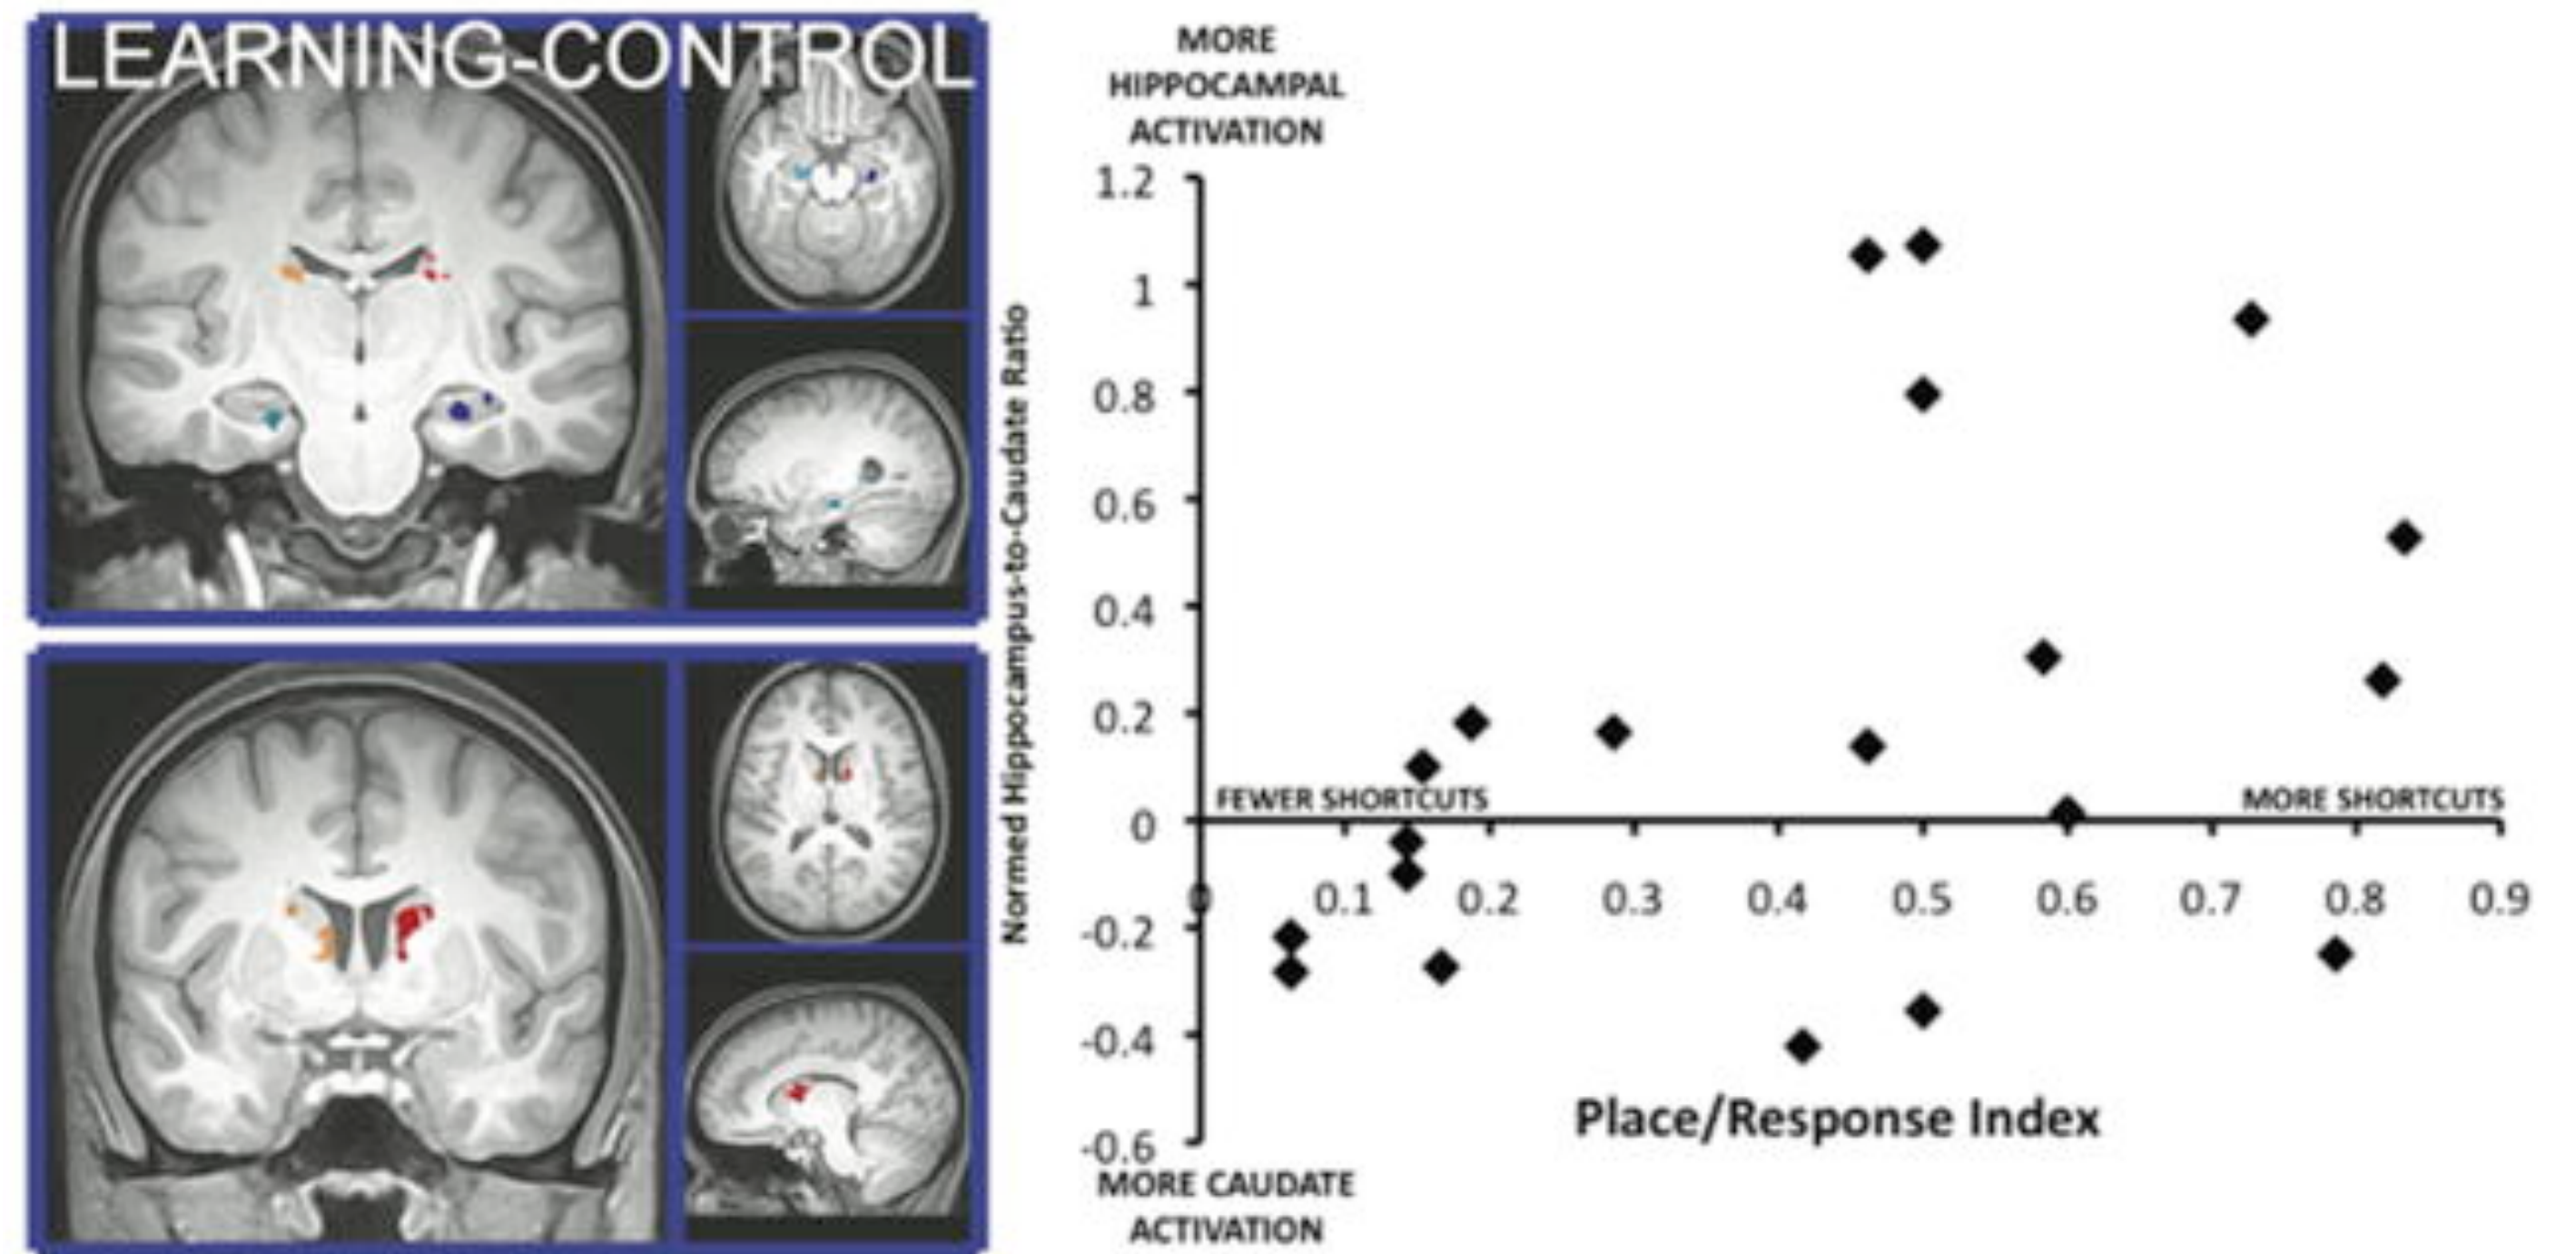 LEARNING-CONTROL
MORE
HIPPOCAMPAL
ACTIVATION
Normed Hippocampus-to-Caudate Ratio
1.2
1
0.8
0.6
0.4
0.2
0
-0.2
-0.4
-0.6
FEWER SHORTCUTS
MORE SHORTCUTS
0 0.1 0.2 0.3 0.4 0.5 0.6 0.7 0.8 0.9
Place/Response Index
MORE CAUDATE
ACTIVATION